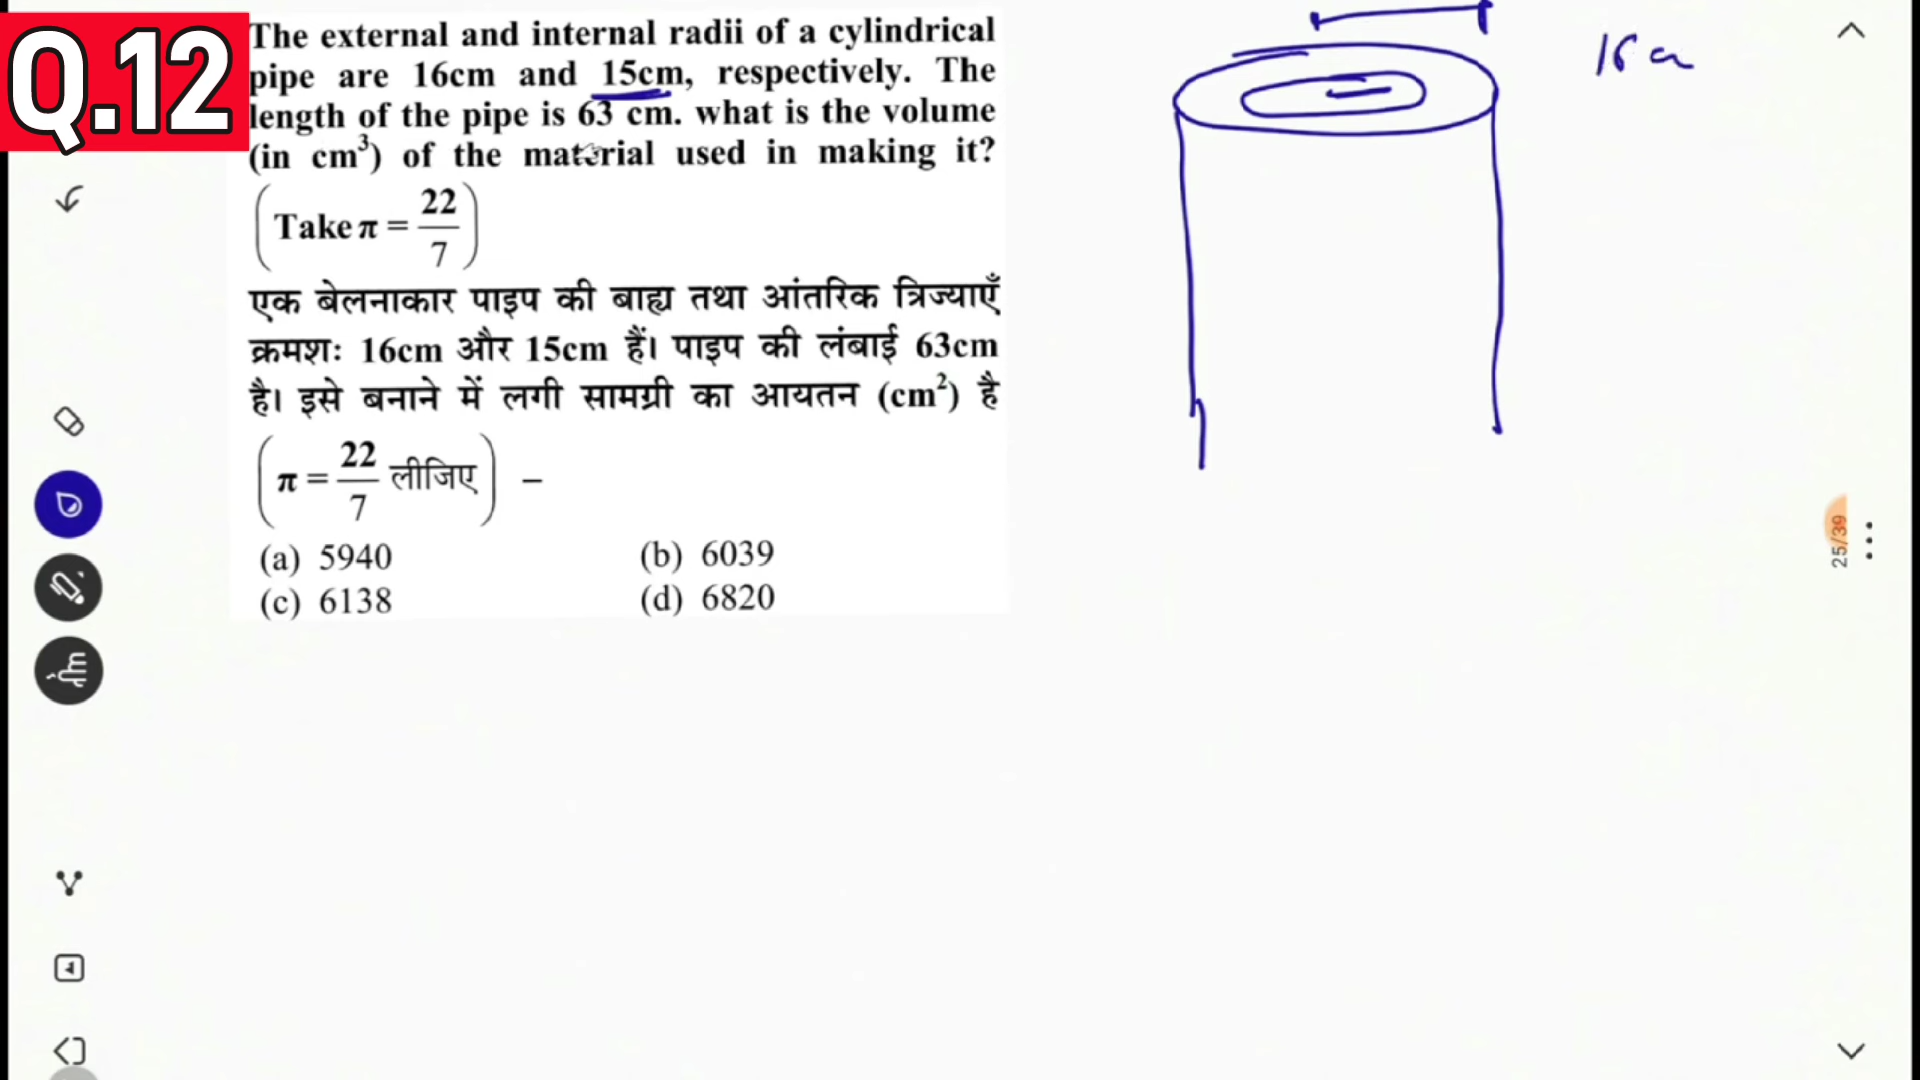 Q.12
The external and internal radii of a cylindrical
pipe are 16cm and 15cm, respectively. The
length of the pipe is 63 cm. what is the volume
(in cm³) of the material used in making it?
(Take π = 22/7)
एक बेलनाकार पाइप की बाह्य तथा आंतरिक त्रिज्याएँ
क्रमशः 16cm और 15cm हैं। पाइप की लंबाई 63cm
है। इसे बनाने में लगी सामग्री का आयतन (cm²) है
(π = 22/7 लीजिए) –
(a) 5940 (b) 6039
(c) 6138 (d) 6820
25/39